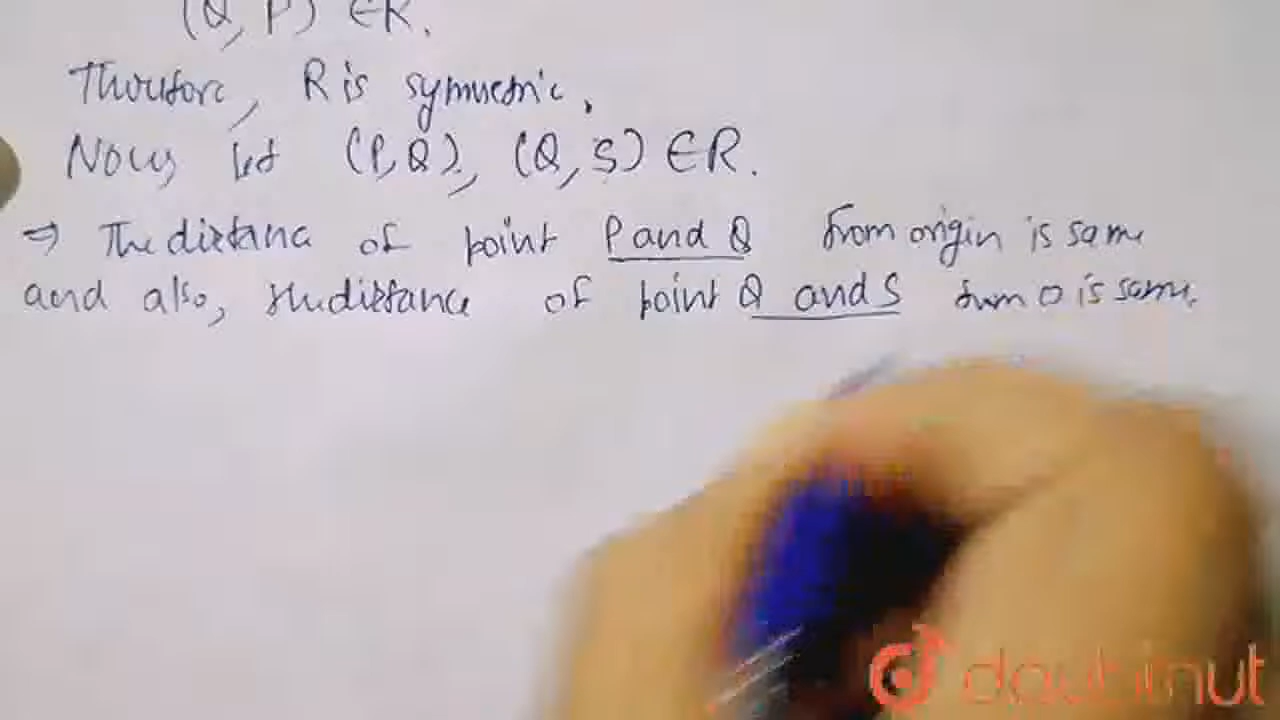 (Q, P) ∈R.
Therefore, R is symmetric.
Now, let (P,Q), (Q, S) ∈R.
⇒ The distance of point P and Q from origin is same
and also, the distance of point Q and S from O is same.
doubtnut